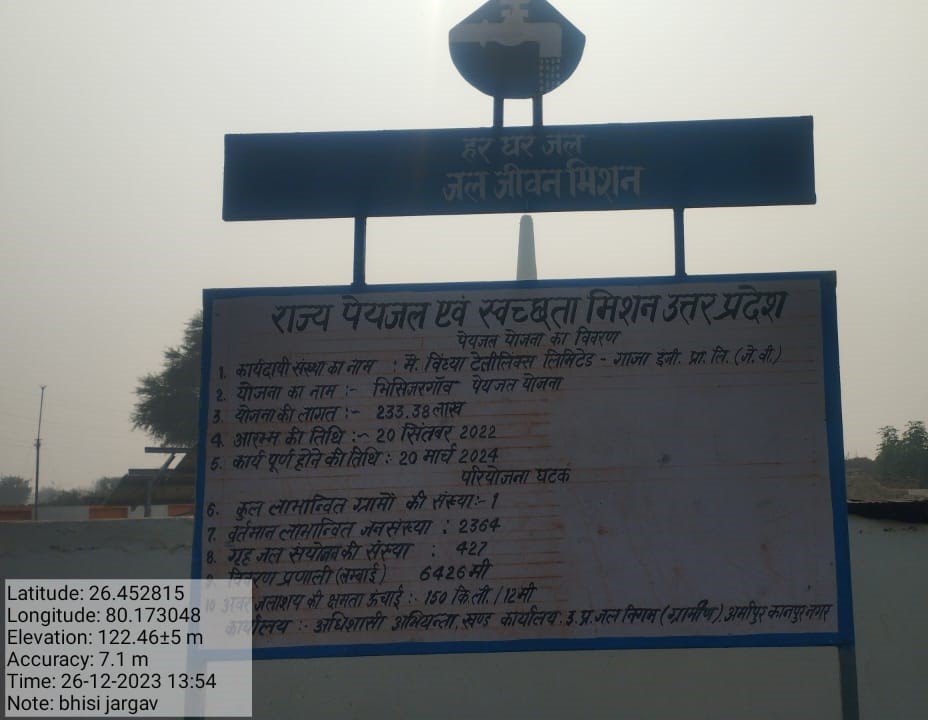 हर घर जल
जल जीवन मिशन
राज्य पेयजल एवं स्वच्छता मिशन उत्तर प्रदेश
पेयजल योजना का विवरण
1. कार्यदायी संस्था का नाम : मै. विंध्या टेलीलिंक्स लिमिटेड - गाजा इंजी. प्रा. लि. (जे. वी.)
2. योजना का नाम :- भिसिजरगाँव पेयजल योजना
3. योजना की लागत :- 233.38 लाख
4. आरम्भ की तिथि :- 20 सितंबर 2022
5. कार्य पूर्ण होने की तिथि : 20 मार्च 2024
परियोजना घटक
6. कुल लाभान्वित ग्रामों की संख्या:- 1
7. वर्तमान लाभान्वित जनसंख्या : 2364
8. गृह जल संयोजन की संख्या : 427
9 वितरण प्रणाली (लम्बाई) 6426 मी
10 अवर जलाशय की क्षमता ऊंचाई :- 150 कि.ली. / 12 मी
कार्यालय :- अधिशासी अभियन्ता, खण्ड कार्यालय, उ. प्र. जल निगम (ग्रामीण), कानपुर नगर
Latitude: 26.452815
Longitude: 80.173048
Elevation: 122.46±5 m
Accuracy: 7.1 m
Time: 26-12-2023 13:54
Note: bhisi jargav